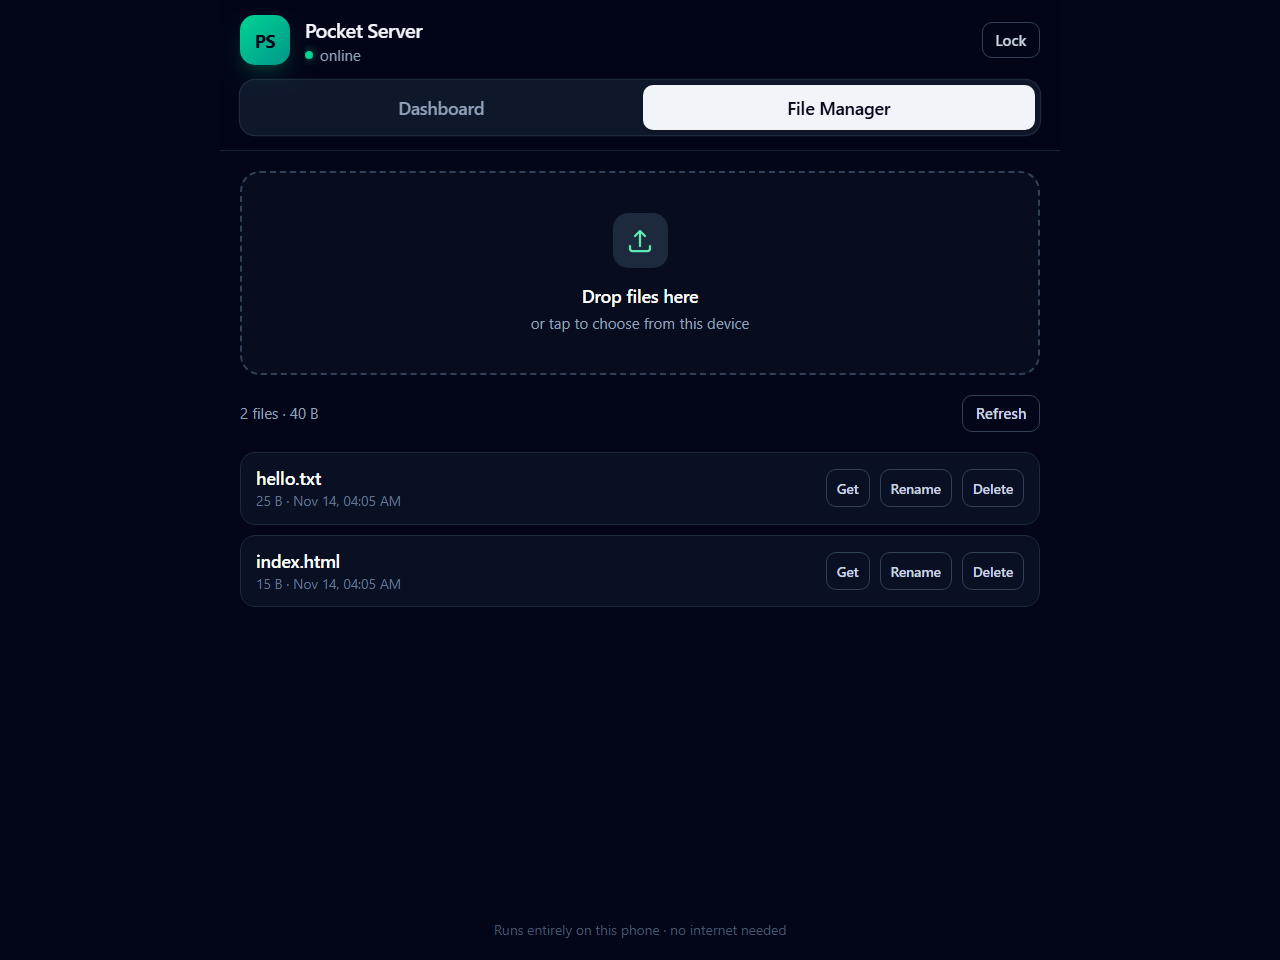 PS
Pocket Server
online
Lock
Dashboard
File Manager
Drop files here
or tap to choose from this device
2 files · 40 B
Refresh
hello.txt
25 B · Nov 14, 04:05 AM
Get
Rename
Delete
index.html
15 B · Nov 14, 04:05 AM
Get
Rename
Delete
Runs entirely on this phone · no internet needed